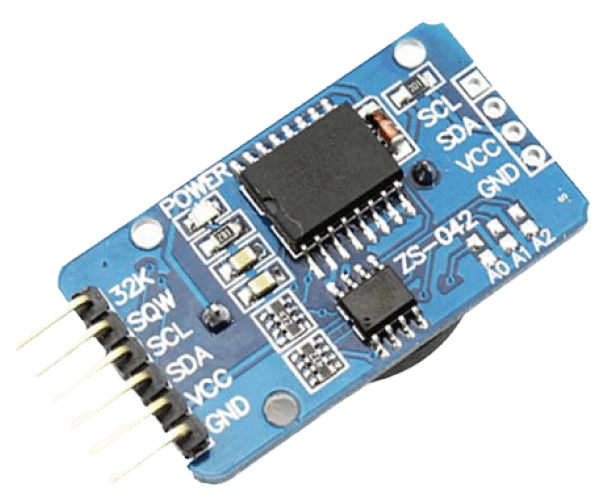 SCL
SDA
VCC
GND
POWER
ZS-042
A0 A1 A2
32K
SQW
SCL
SDA
VCC
GND